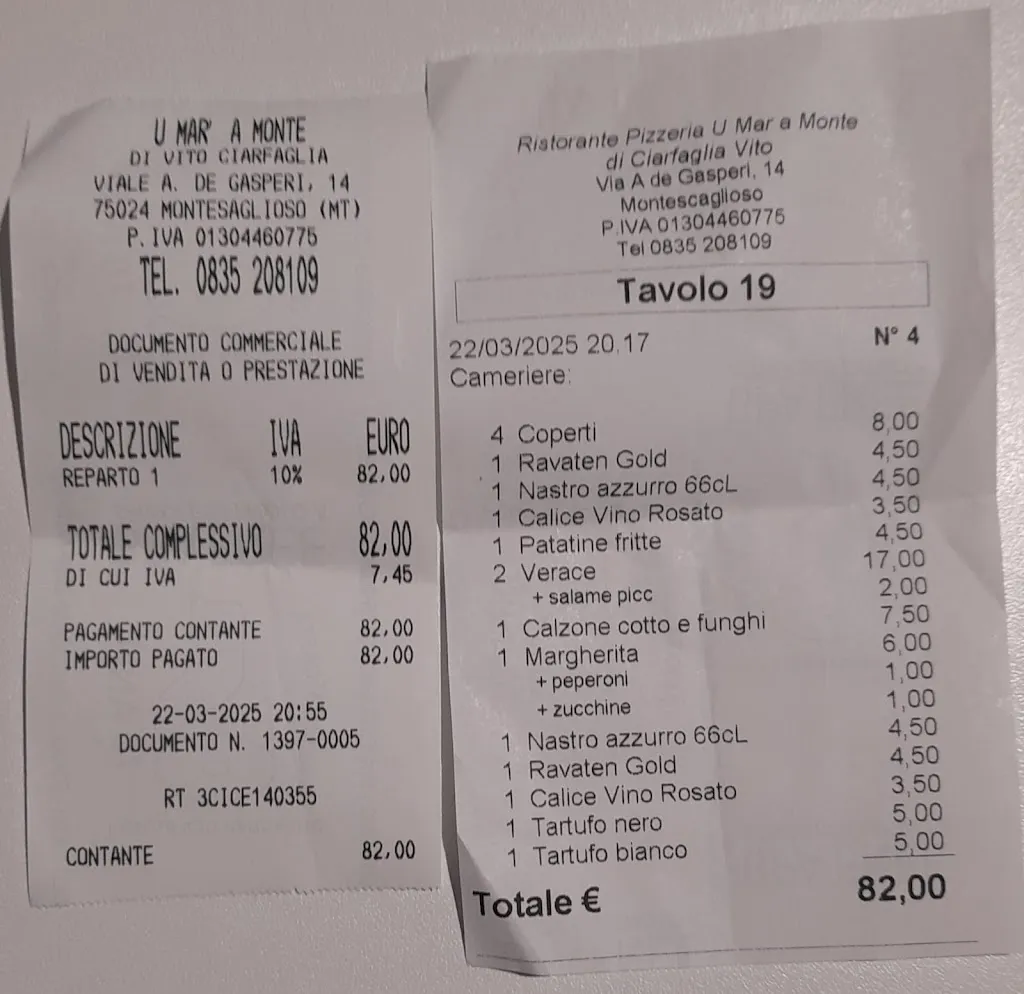 U MAR' A MONTE
DI VITO CIARFAGLIA
VIALE A. DE GASPERI, 14
75024 MONTESAGLIOSO (MT)
P. IVA 01304460775
TEL. 0835 208109
DOCUMENTO COMMERCIALE
DI VENDITA O PRESTAZIONE
DESCRIZIONE IVA EURO
REPARTO 1 10% 82,00
TOTALE COMPLESSIVO 82,00
DI CUI IVA 7,45
PAGAMENTO CONTANTE 82,00
IMPORTO PAGATO 82,00
22-03-2025 20:55
DOCUMENTO N. 1397-0005
RT 3CICE140355
CONTANTE 82,00
Ristorante Pizzeria U Mar a Monte
di Ciarfaglia Vito
Via A de Gasperi, 14
Montescaglioso
P.IVA 01304460775
Tel 0835 208109
Tavolo 19
22/03/2025 20.17 N° 4
Cameriere:
4 Coperti 8,00
1 Ravaten Gold 4,50
1 Nastro azzurro 66cL 4,50
1 Calice Vino Rosato 3,50
1 Patatine fritte 4,50
2 Verace 17,00
+ salame picc 2,00
1 Calzone cotto e funghi 7,50
1 Margherita 6,00
+ peperoni 1,00
+ zucchine 1,00
1 Nastro azzurro 66cL 4,50
1 Ravaten Gold 4,50
1 Calice Vino Rosato 3,50
1 Tartufo nero 5,00
1 Tartufo bianco 5,00
Totale € 82,00